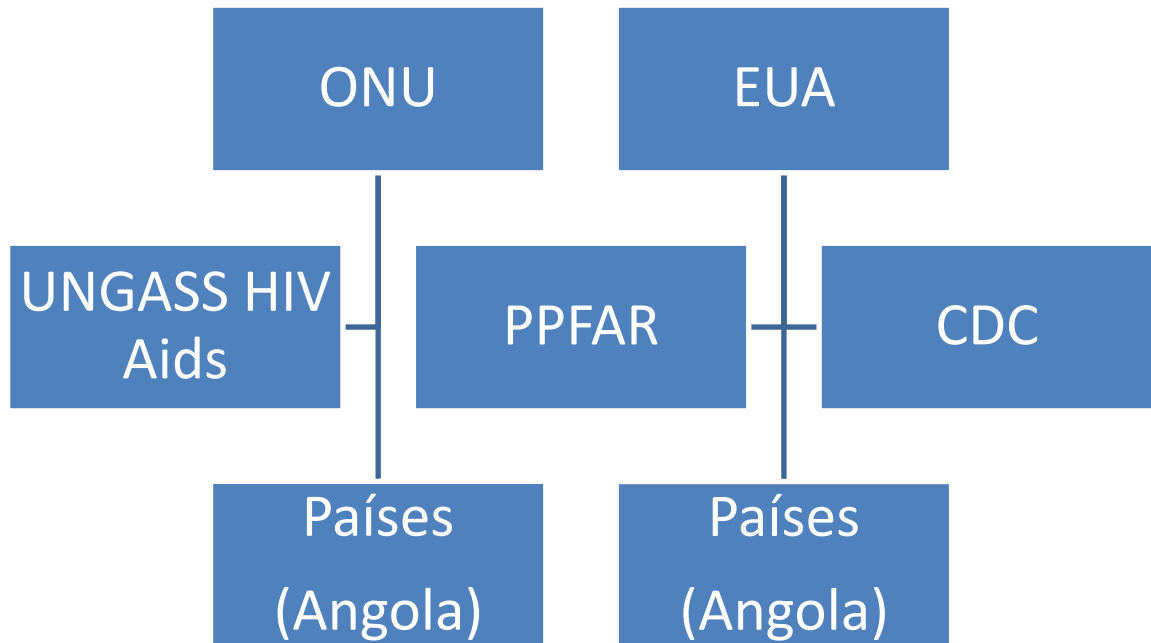 ONU
EUA
UNGASS HIV
Aids
PPFAR
CDC
Países
(Angola)
Países
(Angola)